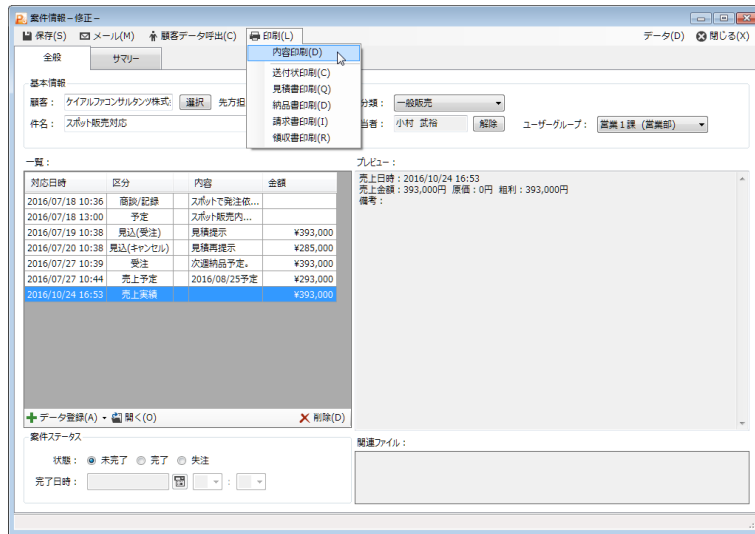 案件情報－修正－
保存(S) メール(M) 顧客データ呼出(C) 印刷(L) データ(D) 閉じる(X)
内容印刷(D)
送付状印刷(C)
見積書印刷(Q)
納品書印刷(D)
請求書印刷(I)
領収書印刷(R)
全般 サマリー
基本情報
顧客： ケイアルファコンサルタンツ株式 選択 先方担 分類： 一般販売
件名： スポット販売対応 当者： 小村 武裕 解除 ユーザーグループ： 営業１課（営業部）
一覧： プレビュー：
対応日時 区分 内容 金額
2016/07/18 10:36 商談/記録 スポットで発注依...
2016/07/18 13:00 予定 スポット販売内...
2016/07/19 10:38 見込(受注) 見積提示 ¥393,000
2016/07/20 10:38 見込(キャンセル) 見積再提示 ¥285,000
2016/07/27 10:39 受注 次週納品予定。 ¥393,000
2016/07/27 10:44 売上予定 2016/08/25予定 ¥293,000
2016/10/24 16:53 売上実績 ¥393,000
売上日時：2016/10/24 16:53
売上金額：393,000円 原価：0円 粗利：393,000円
備考：
データ登録(A) 開く(O) 削除(D)
案件ステータス
状態： 未完了 完了 失注
完了日時： :
関連ファイル：